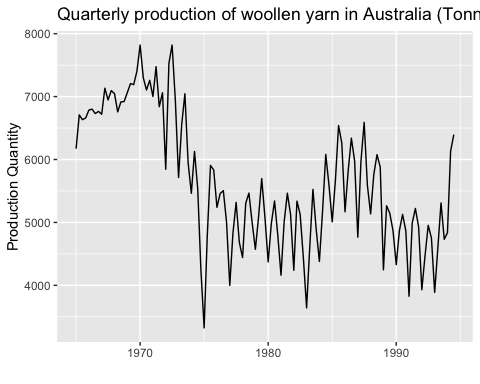 Quarterly production of woollen yarn in Australia (Tonn
8000
7000
6000
5000
4000
Production Quantity
1970 1980 1990